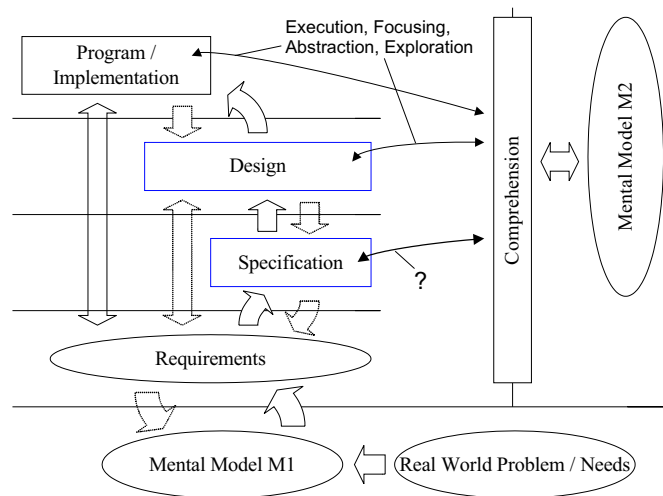 Execution, Focusing,
Abstraction, Exploration
Program /
Implementation
Design
Specification
?
Requirements
Comprehension
Mental Model M2
Mental Model M1
Real World Problem / Needs